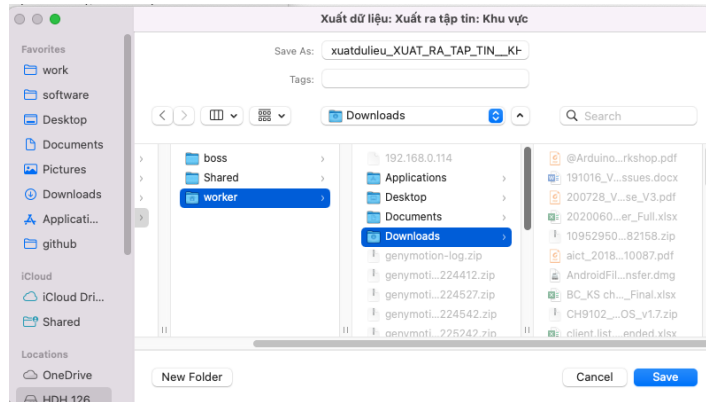 Xuất dữ liệu: Xuất ra tập tin: Khu vực
Save As: xuatdulieu_XUAT_RA_TAP_TIN__KH
Tags:
Downloads
Search
Favorites
work
software
Desktop
Documents
Pictures
Downloads
Applicati...
github
iCloud
iCloud Dri...
Shared
Locations
OneDrive
HDH 126
boss
Shared
worker
192.168.0.114
Applications
Desktop
Documents
Downloads
genymotion-log.zip
genymoti...224412.zip
genymoti...224527.zip
genymoti...224542.zip
genymoti...225242.zip
@Arduino...rkshop.pdf
191016_V...ssues.docx
200728_V...se_V3.pdf
2020060...er_Full.xlsx
10952950...82158.zip
aict_2018...10087.pdf
AndroidFil...nsfer.dmg
BC_KS ch..._Final.xlsx
CH9102_...OS_v1.7.zip
client list...ended.xlsx
New Folder
Cancel
Save